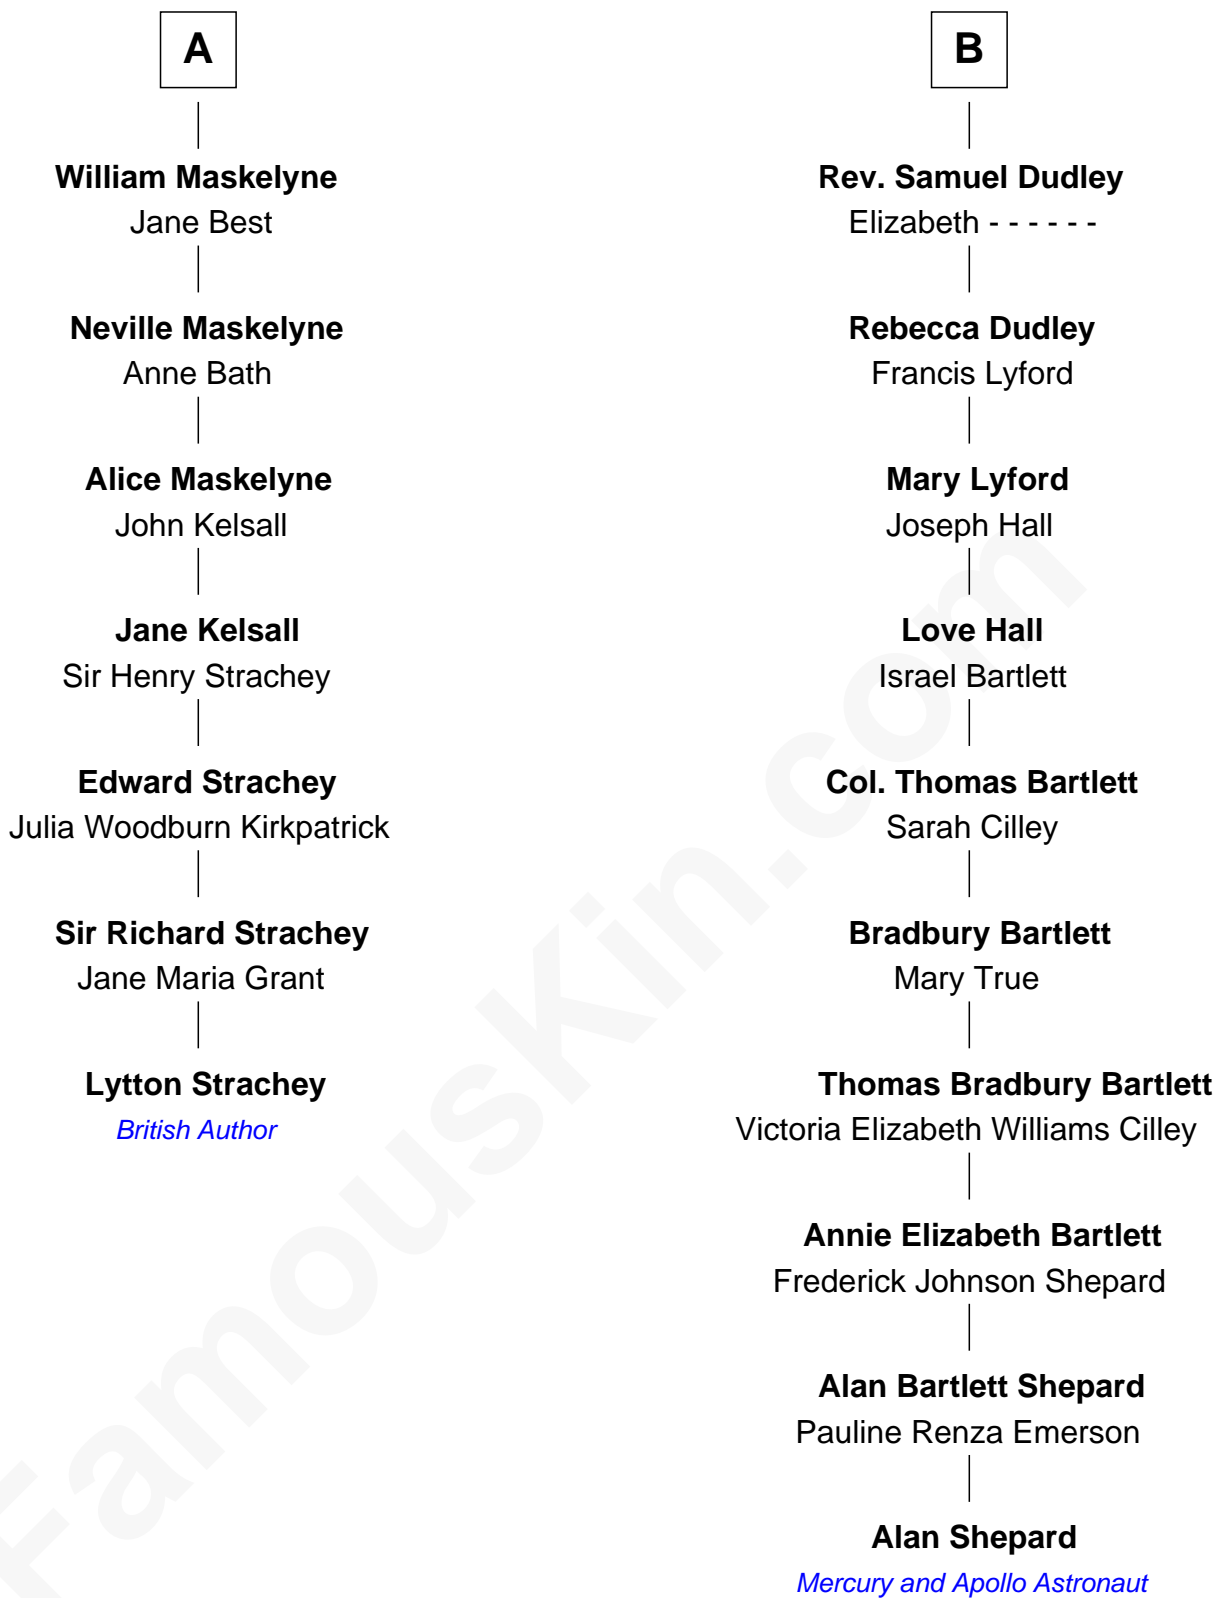 A
William Maskelyne
Jane Best
Neville Maskelyne
Anne Bath
Alice Maskelyne
John Kelsall
Jane Kelsall
Sir Henry Strachey
Edward Strachey
Julia Woodburn Kirkpatrick
Sir Richard Strachey
Jane Maria Grant
Lytton Strachey
British Author
B
Rev. Samuel Dudley
Elizabeth - - - - - -
Rebecca Dudley
Francis Lyford
Mary Lyford
Joseph Hall
Love Hall
Israel Bartlett
Col. Thomas Bartlett
Sarah Cilley
Bradbury Bartlett
Mary True
Thomas Bradbury Bartlett
Victoria Elizabeth Williams Cilley
Annie Elizabeth Bartlett
Frederick Johnson Shepard
Alan Bartlett Shepard
Pauline Renza Emerson
Alan Shepard
Mercury and Apollo Astronaut
FamousKin.com